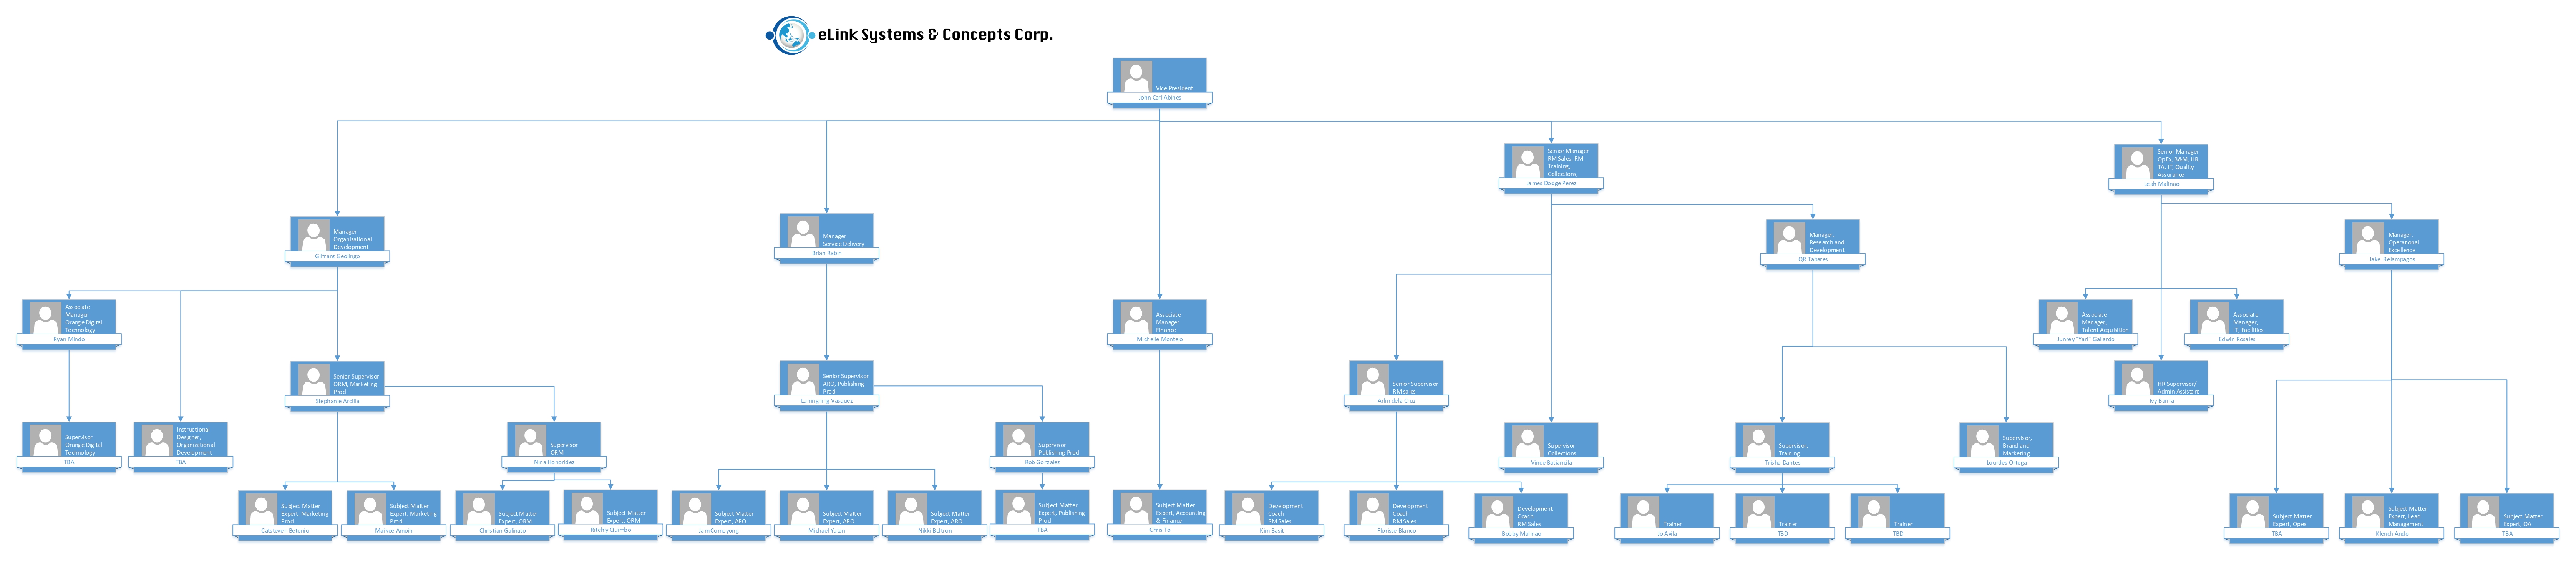 eLink Systems & Concepts Corp.
Vice President
John Carl Abines
Senior Manager
RM Sales, RM
Training,
Collections,
James Dodge Perez
Senior Manager
OpEx, B&M, HR,
TA, IT, Quality
Assurance
Leah Malinao
Manager
Organizational
Development
Gilfranz Geolingo
Manager
Service Delivery
Brian Rabin
Manager,
Research and
Development
QR Tabares
Manager,
Operational
Excellence
Jake Relampagos
Associate
Manager
Orange Digital
Technology
Ryan Mindo
Associate
Manager
Finance
Michelle Montejo
Associate
Manager,
Talent Acquisition
Jummy "Yuri" Gallardo
Associate
Manager,
IT, Facilities
Edwin Rosales
Senior Supervisor
ORM, Marketing
Prod
Stephanie Arcilla
Senior Supervisor
ARO, Publishing
Prod
Luningning Vasquez
Senior Supervisor
RM sales
Arlin dela Cruz
HR Supervisor/
Admin Assistant
Ivy Barria
Supervisor
Orange Digital
Technology
TBA
Instructional
Designer,
Organizational
Development
TBA
Supervisor
ORM
Nina Honorides
Supervisor
Publishing Prod
Rob Gonzales
Supervisor
Collections
Vince Batiancila
Supervisor,
Training
Trisha Dantes
Supervisor,
Brand and
Marketing
Lourdes Ortega
Subject Matter
Expert, Marketing
Prod
Catsteven Betonio
Subject Matter
Expert, Marketing
Prod
Maikee Amoin
Subject Matter
Expert, ORM
Christian Galinato
Subject Matter
Expert, ORM
Ritchly Quimbo
Subject Matter
Expert, ARO
Jam Comoyong
Subject Matter
Expert, ARO
Michael Yutan
Subject Matter
Expert, ARO
Nikki Beltron
Subject Matter
Expert, Publishing
Prod
TBA
Subject Matter
Expert, Accounting
& Finance
Chris To
Development
Coach
RM Sales
Kim Basit
Development
Coach
RM Sales
Florisse Blanco
Development
Coach
RM Sales
Bobby Malinao
Trainer
Jo Avila
Trainer
TBD
Trainer
TBD
Subject Matter
Expert, Opex
TBA
Subject Matter
Expert, Lead
Management
Klench Ando
Subject Matter
Expert, QA
TBA